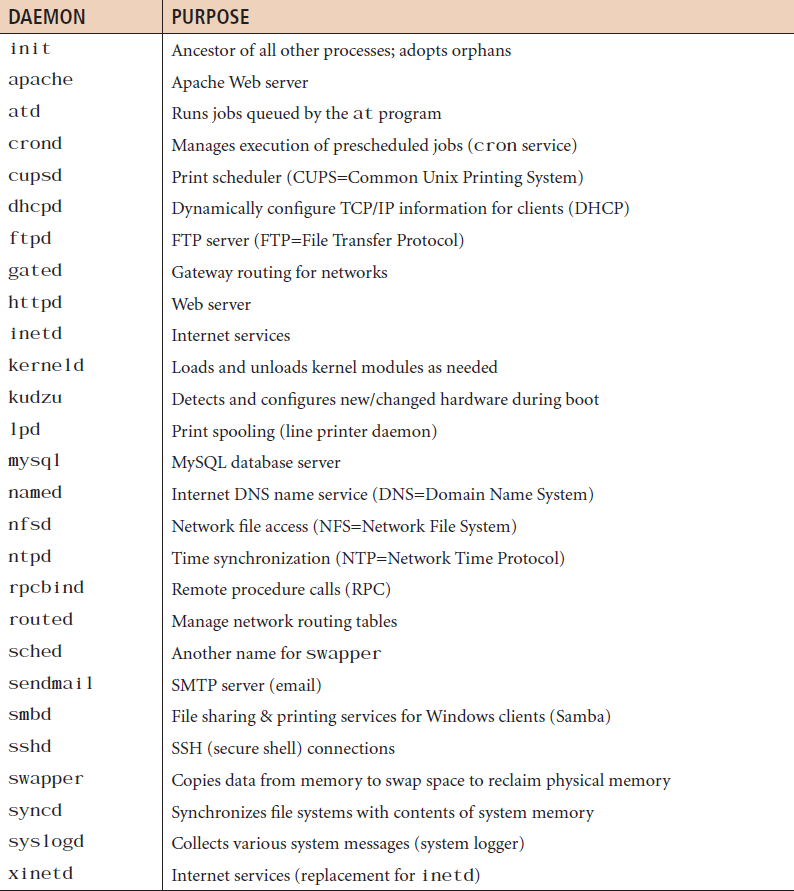 DAEMON PURPOSE
init Ancestor of all other processes; adopts orphans
apache Apache Web server
atd Runs jobs queued by the at program
crond Manages execution of prescheduled jobs (cron service)
cupsd Print scheduler (CUPS=Common Unix Printing System)
dhcpd Dynamically configure TCP/IP information for clients (DHCP)
ftpd FTP server (FTP=File Transfer Protocol)
gated Gateway routing for networks
httpd Web server
inetd Internet services
kerneld Loads and unloads kernel modules as needed
kudzu Detects and configures new/changed hardware during boot
lpd Print spooling (line printer daemon)
mysql MySQL database server
named Internet DNS name service (DNS=Domain Name System)
nfsd Network file access (NFS=Network File System)
ntpd Time synchronization (NTP=Network Time Protocol)
rpcbind Remote procedure calls (RPC)
routed Manage network routing tables
sched Another name for swapper
sendmail SMTP server (email)
smbd File sharing & printing services for Windows clients (Samba)
sshd SSH (secure shell) connections
swapper Copies data from memory to swap space to reclaim physical memory
syncd Synchronizes file systems with contents of system memory
syslogd Collects various system messages (system logger)
xinetd Internet services (replacement for inetd)